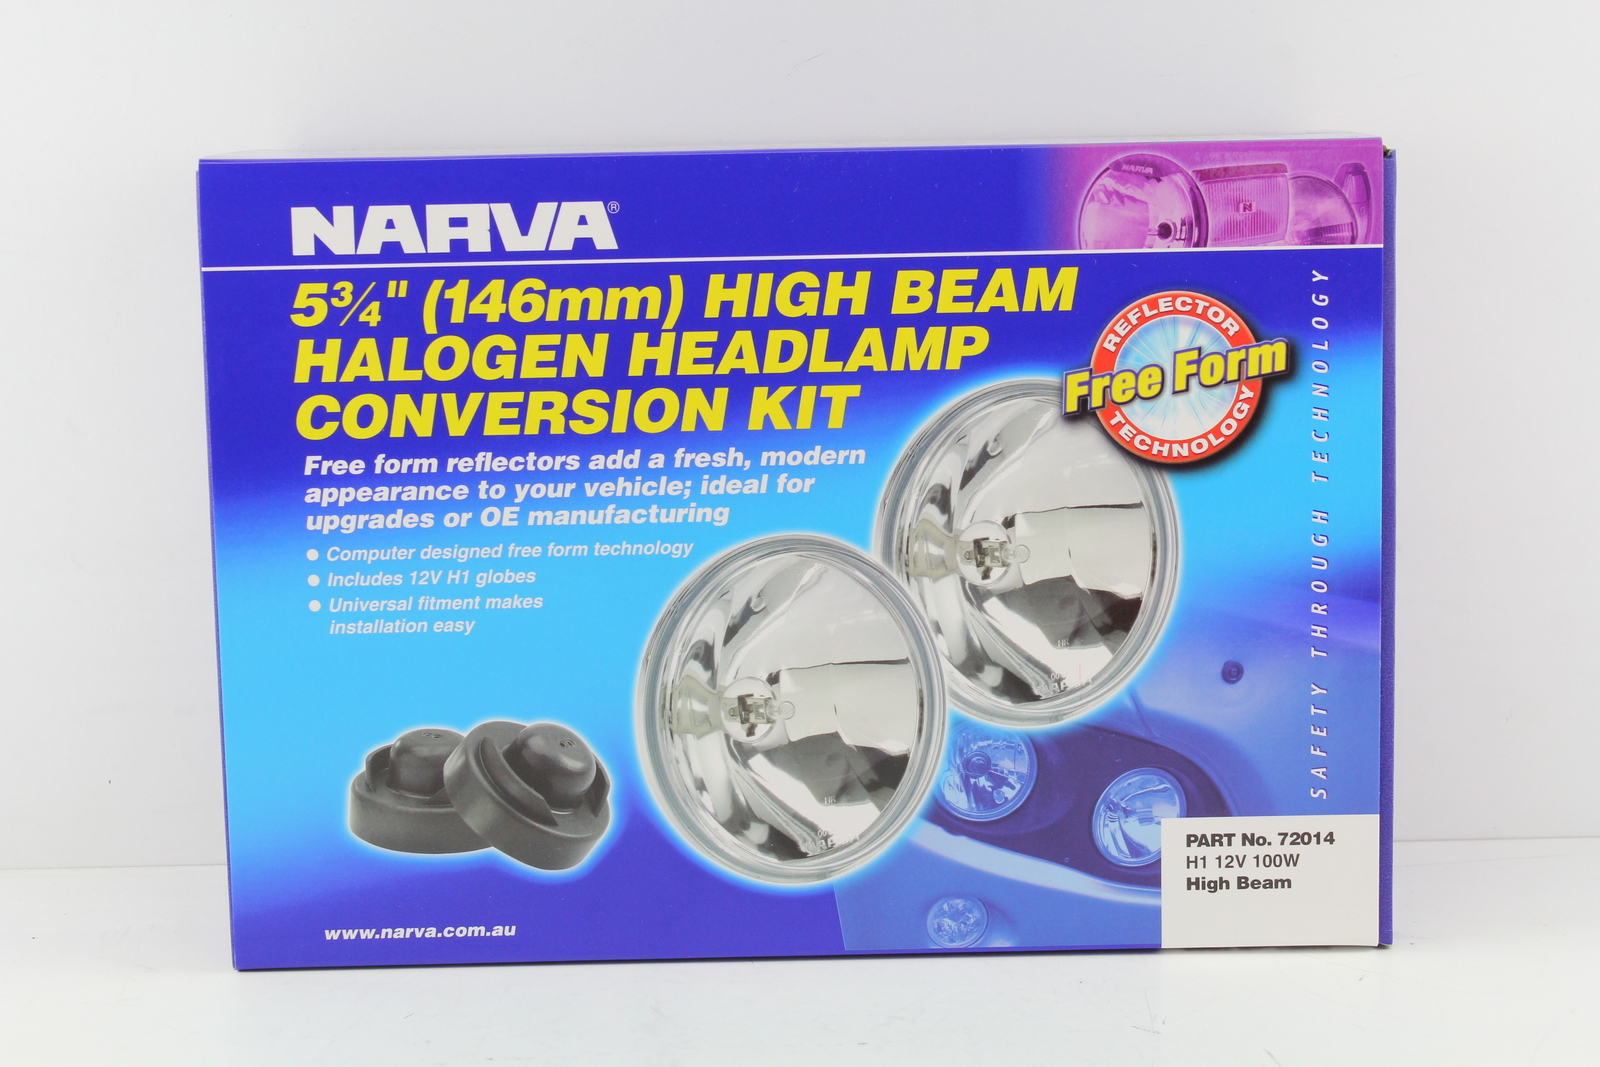 NARVA®
5¾" (146mm) HIGH BEAM
HALOGEN HEADLAMP
CONVERSION KIT
Free form reflectors add a fresh, modern
appearance to your vehicle; ideal for
upgrades or OE manufacturing
• Computer designed free form technology
• Includes 12V H1 globes
• Universal fitment makes
installation easy
REFLECTOR
Free Form
TECHNOLOGY
SAFETY THROUGH TECHNOLOGY
NARVA
N
HR
HR
PART No. 72014
H1 12V 100W
High Beam
www.narva.com.au